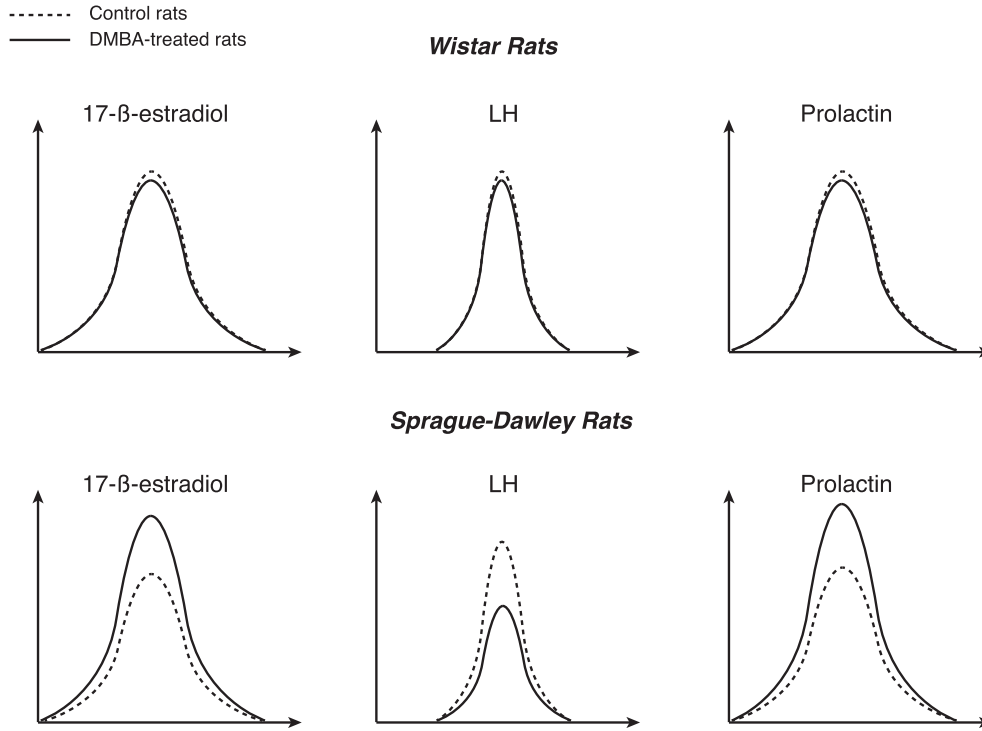 Control rats
DMBA-treated rats
Wistar Rats
17-ß-estradiol
LH
Prolactin
Sprague-Dawley Rats
17-ß-estradiol
LH
Prolactin